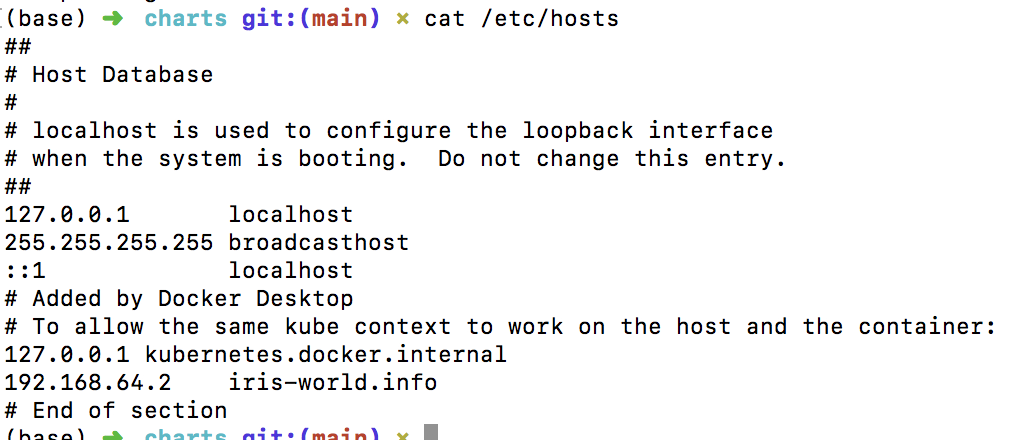 (base) ➜ charts git:(main) ✗ cat /etc/hosts
##
# Host Database
#
# localhost is used to configure the loopback interface
# when the system is booting.  Do not change this entry.
##
127.0.0.1       localhost
255.255.255.255 broadcasthost
::1             localhost
# Added by Docker Desktop
# To allow the same kube context to work on the host and the container:
127.0.0.1 kubernetes.docker.internal
192.168.64.2    iris-world.info
# End of section
(base) ➜ charts git:(main) ✗